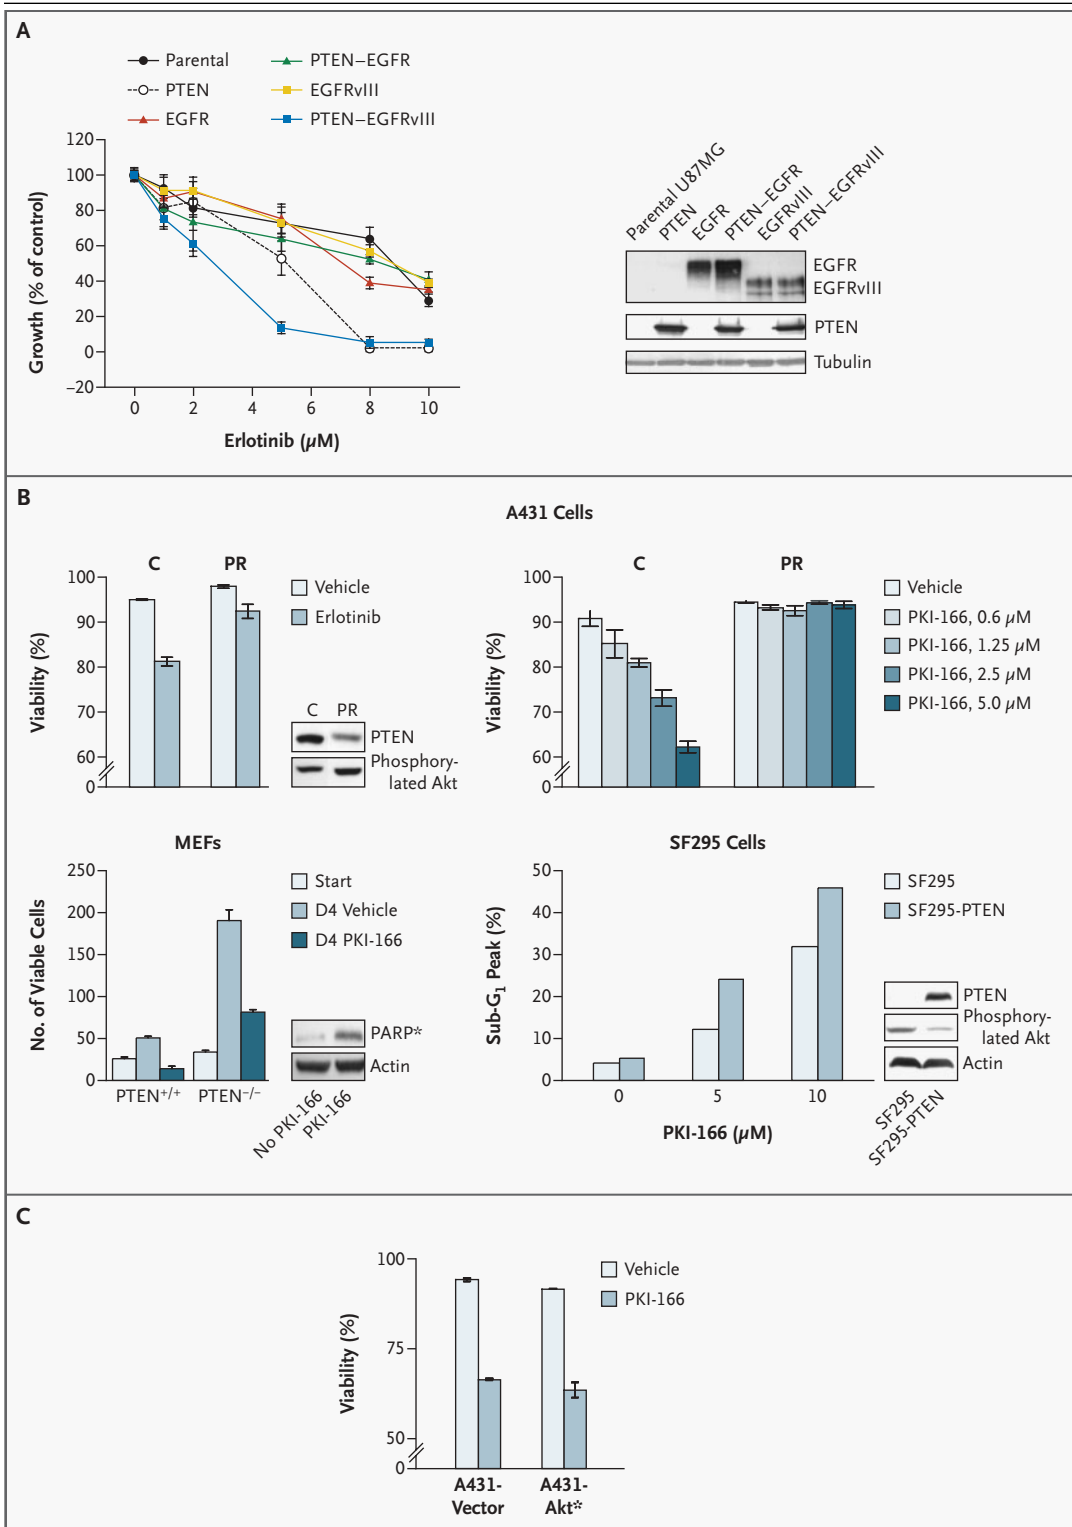 A
Parental
PTEN
EGFR
PTEN–EGFR
EGFRvIII
PTEN–EGFRvIII
Growth (% of control)
120
100
80
60
40
20
0
–20
0 2 4 6 8 10
Erlotinib (µM)
Parental U87MG
PTEN
EGFR
PTEN–EGFR
EGFRvIII
PTEN–EGFRvIII
EGFR
EGFRvIII
PTEN
Tubulin
B
A431 Cells
C PR
Viability (%)
100
90
80
70
60
0
Vehicle
Erlotinib
C PR
PTEN
Phosphory-
lated Akt
C PR
Viability (%)
100
90
80
70
60
0
Vehicle
PKI-166, 0.6 µM
PKI-166, 1.25 µM
PKI-166, 2.5 µM
PKI-166, 5.0 µM
MEFs
No. of Viable Cells
250
200
150
100
50
0
PTEN+/+ PTEN−/−
Start
D4 Vehicle
D4 PKI-166
PARP*
Actin
No PKI-166
PKI-166
SF295 Cells
Sub-G1 Peak (%)
50
40
30
20
10
0
0 5 10
PKI-166 (µM)
SF295
SF295-PTEN
PTEN
Phosphory-
lated Akt
Actin
SF295
SF295-PTEN
C
Viability (%)
100
75
50
0
A431-
Vector
A431-
Akt*
Vehicle
PKI-166